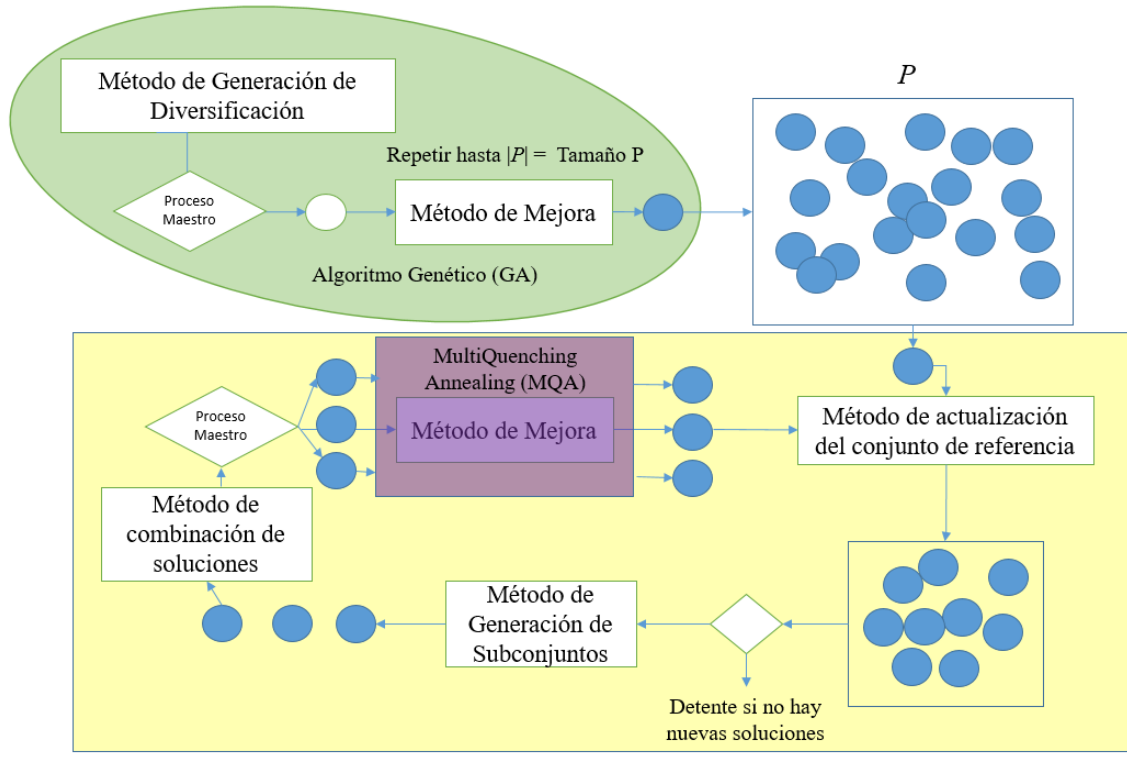 Método de Generación de
Diversificación
P
Repetir hasta |P| = Tamaño P
Proceso
Maestro
Método de Mejora
Algoritmo Genético (GA)
MultiQuenching
Annealing (MQA)
Proceso
Maestro
Método de Mejora
Método de actualización
del conjunto de referencia
Método de
combinación de
soluciones
Método de
Generación de
Subconjuntos
Detente si no hay
nuevas soluciones